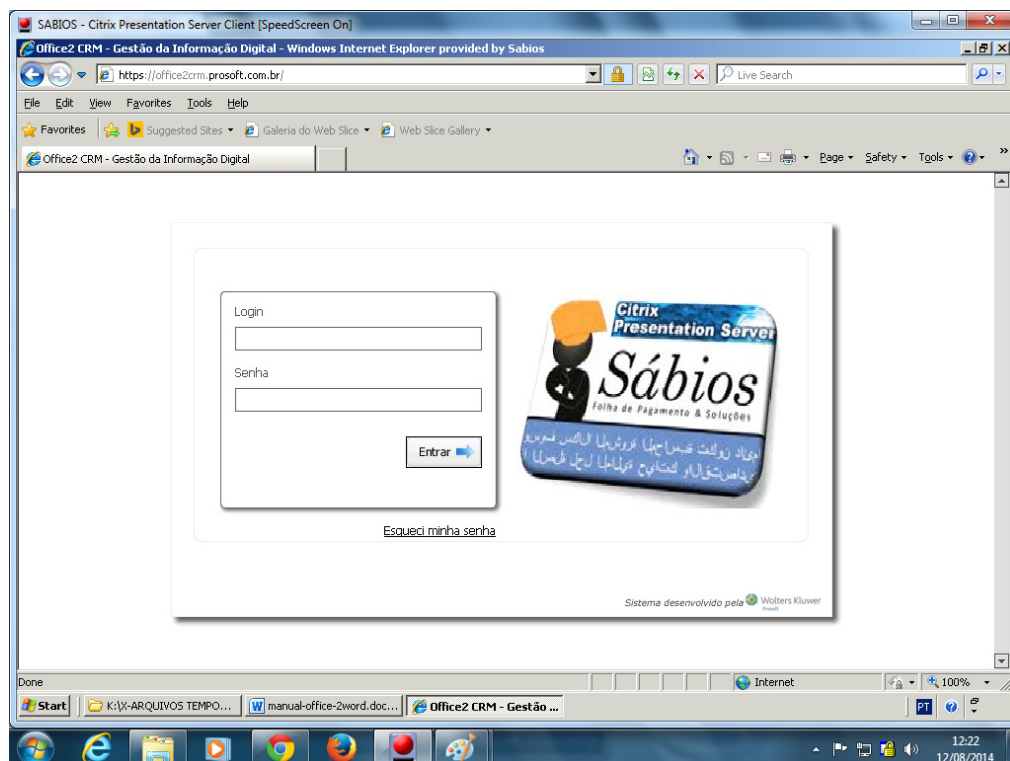 SABIOS - Citrix Presentation Server Client [SpeedScreen On]
Office2 CRM - Gestão da Informação Digital - Windows Internet Explorer provided by Sabios
https://office2crm.prosoft.com.br/
Live Search
File Edit View Favorites Tools Help
Favorites Suggested Sites Galeria do Web Slice Web Slice Gallery
Office2 CRM - Gestão da Informação Digital
Page Safety Tools
Login
Senha
Entrar
Esqueci minha senha
Citrix
Presentation Server
Sábios
Folha de Pagamento & Soluções
Sistema desenvolvido pela Wolters Kluwer
Prosoft
Done
Internet
100%
Start
K:\X-ARQUIVOS TEMPO...
manual-office-2word.doc...
Office2 CRM - Gestão ...
PT
12:22
12/08/2014